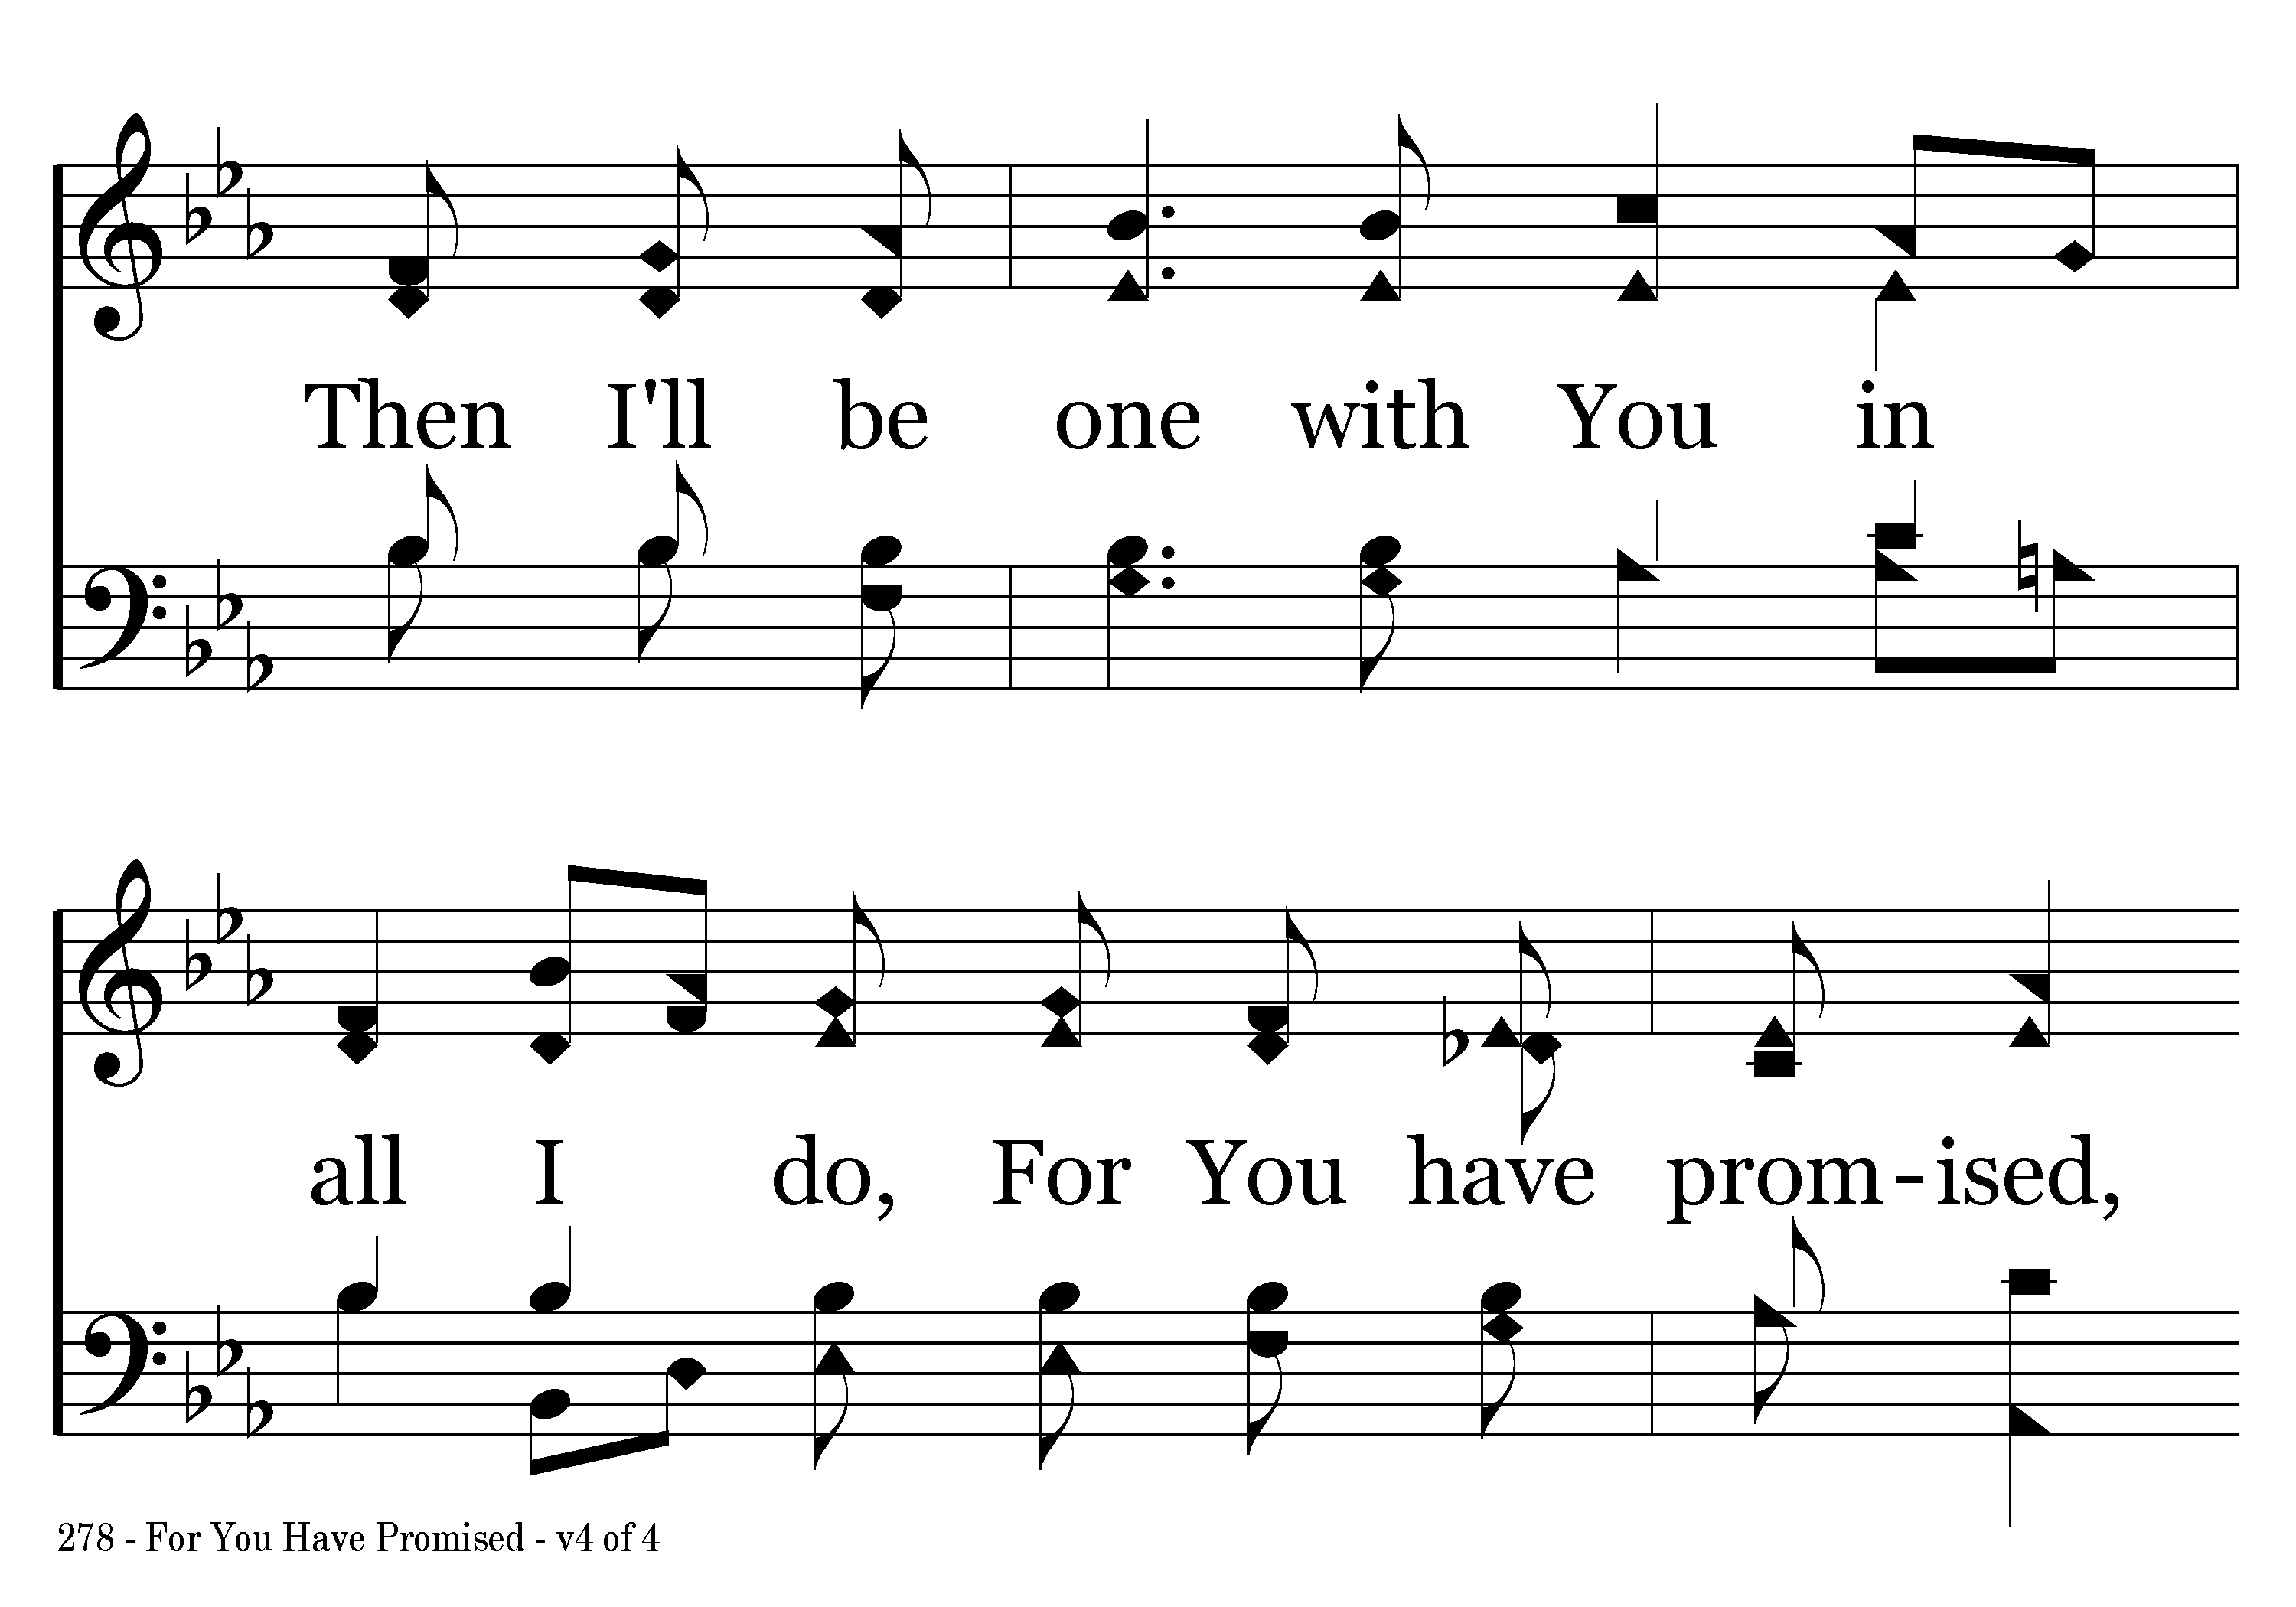 Then I'll be one with You in
all I do, For You have prom-ised,
278 - For You Have Promised - v4 of 4